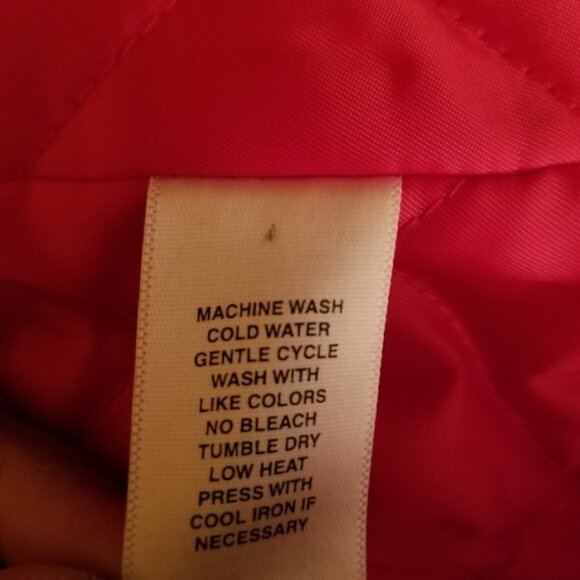 4
MACHINE WASH
COLD WATER
GENTLE CYCLE
WASH WITH
LIKE COLORS
NO BLEACH
TUMBLE DRY
LOW HEAT
PRESS WITH
COOL IRON IF
NECESSARY